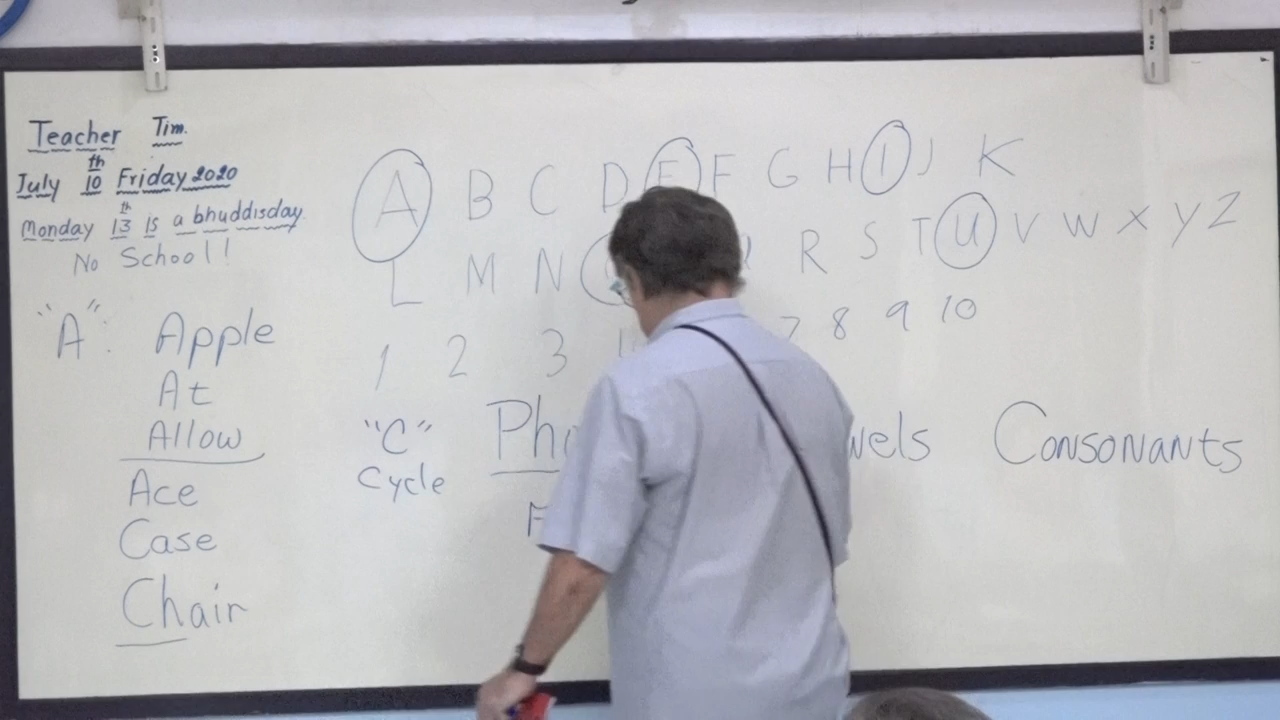 Teacher Tim.
July 10th Friday 2020
Monday 13th is a bhuddisday.
No School!
"A": Apple
At
Allow
Ace
Case
Chair
A B C D E F G H I J K
L M N R S T U V W X Y Z
1 2 3 7 8 9 10
"C" Consonants
Cycle